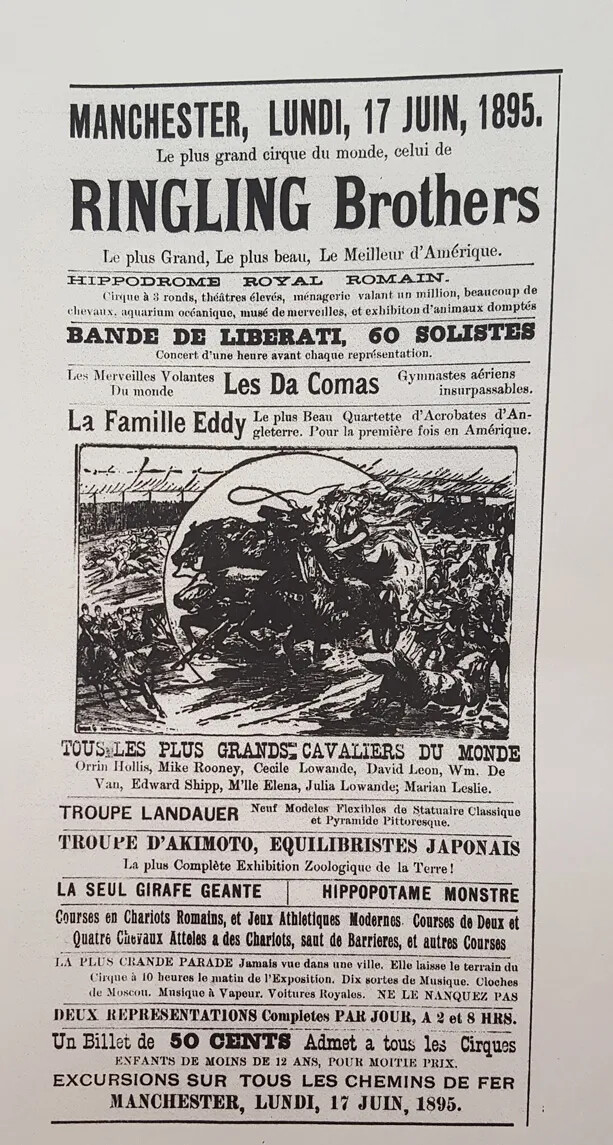 MANCHESTER, LUNDI, 17 JUIN, 1895.
Le plus grand cirque du monde, celui de
RINGLING Brothers
Le plus Grand, Le plus beau, Le Meilleur d'Amérique.
HIPPODROME ROYAL ROMAIN.
Cirque à 3 ronds, théâtres élevés, ménagerie valant un million, beaucoup de
chevaux, aquarium océanique, musé de merveilles, et exhibiton d'animaux domptés
BANDE DE LIBERATI, 60 SOLISTES
Concert d'une heure avant chaque représentation.
Les Merveilles Volantes
Du monde
Les Da Comas
Gymnastes aériens
insurpassables.
La Famille Eddy
Le plus Beau Quartette d'Acrobates d'An-
gleterre. Pour la première fois en Amérique.
TOUS LES PLUS GRANDS CAVALIERS DU MONDE
Orrin Hollis, Mike Rooney, Cecile Lowande, David Leon, Wm. De
Van, Edward Shipp, M'lle Elena, Julia Lowande; Marian Leslie.
TROUPE LANDAUER
Neuf Modeles Flexibles de Statuaire Classique
et Pyramide Pittoresque.
TROUPE D'AKIMOTO, EQUILIBRISTES JAPONAIS
La plus Complète Exhibition Zoologique de la Terre!
LA SEUL GIRAFE GEANTE
HIPPOPOTAME MONSTRE
Courses en Chariots Romains, et Jeux Athletiques Modernes. Courses de Deux et
Quatre Chevaux Atteles a des Chariots, saut de Barrieres, et autres Courses
LA PLUS GRANDE PARADE Jamais vue dans une ville. Elle laisse le terrain du
Cirque à 10 heures le matin de l'Exposition. Dix sortes de Musique. Cloches
de Moscou. Musique à Vapeur. Voitures Royales. NE LE NANQUEZ PAS
DEUX REPRESENTATIONS Completes PAR JOUR, A 2 et 8 HRS.
Un Billet de 50 CENTS Admet a tous les Cirques
ENFANTS DE MOINS DE 12 ANS, POUR MOITIE PRIX.
EXCURSIONS SUR TOUS LES CHEMINS DE FER
MANCHESTER, LUNDI, 17 JUIN, 1895.